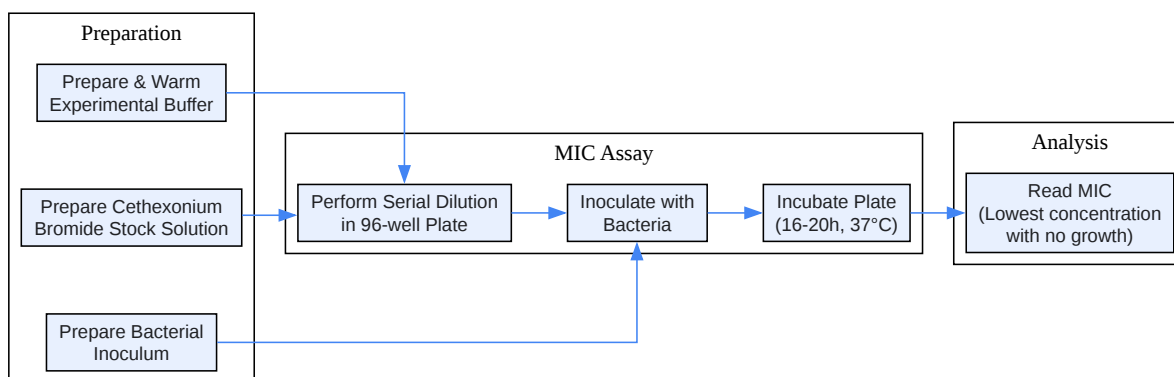 Preparation
Prepare & Warm
Experimental Buffer
Prepare Cethexonium
Bromide Stock Solution
Prepare Bacterial
Inoculum
MIC Assay
Perform Serial Dilution
in 96-well Plate
Inoculate with
Bacteria
Incubate Plate
(16-20h, 37°C)
Analysis
Read MIC
(Lowest concentration
with no growth)